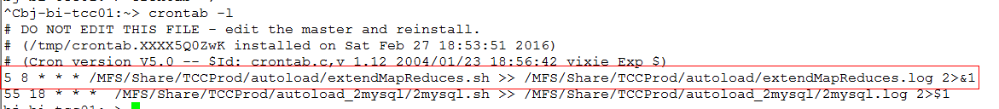 ^Cbj-bi-tcc01:~> crontab -l
# DO NOT EDIT THIS FILE - edit the master and reinstall.
# (/tmp/crontab.XXXX5Q0ZwK installed on Sat Feb 27 18:53:51 2016)
# (Cron version V5.0 -- $Id: crontab.c,v 1.12 2004/01/23 18:56:42 vixie Exp $)
5 8 * * * /MFS/Share/TCCProd/autoload/extendMapReduces.sh >> /MFS/Share/TCCProd/autoload/extendMapReduces.log 2>&1
55 18 * * *  /MFS/Share/TCCProd/autoload_2mysql/2mysql.sh >> /MFS/Share/TCCProd/autoload_2mysql/2mysql.log 2>$1
bj-bi-tcc01:~>